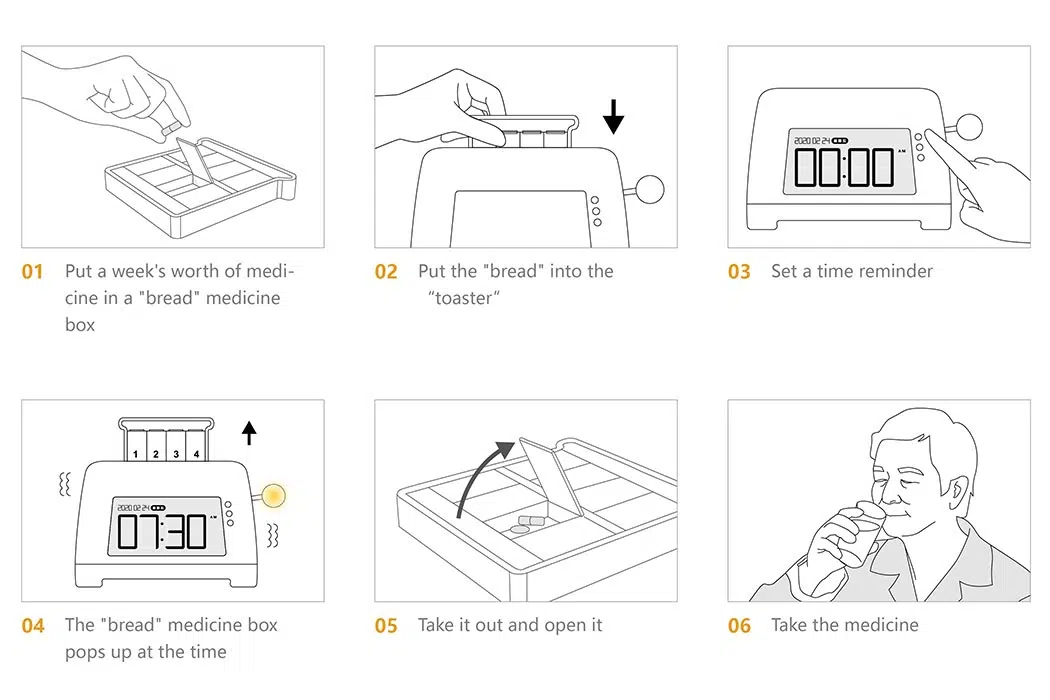 2020 02 24
AM
00:00
01 Put a week's worth of medi-
cine in a "bread" medicine
box
02 Put the "bread" into the
“toaster”
03 Set a time reminder
1 2 3 4
2020 02 24
AM
07:30
04 The "bread" medicine box
pops up at the time
05 Take it out and open it
06 Take the medicine